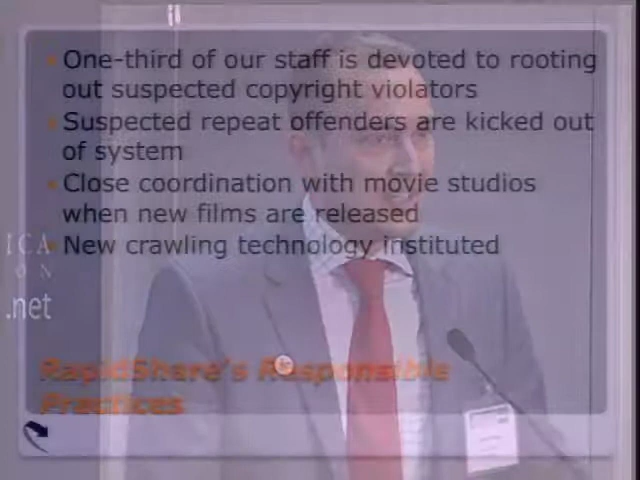 One-third of our staff is devoted to rooting
out suspected copyright violators
Suspected repeat offenders are kicked out
of system
Close coordination with movie studios
when new films are released
New crawling technology instituted
ICA
ON
.net
RapidShare's Responsible
Practices